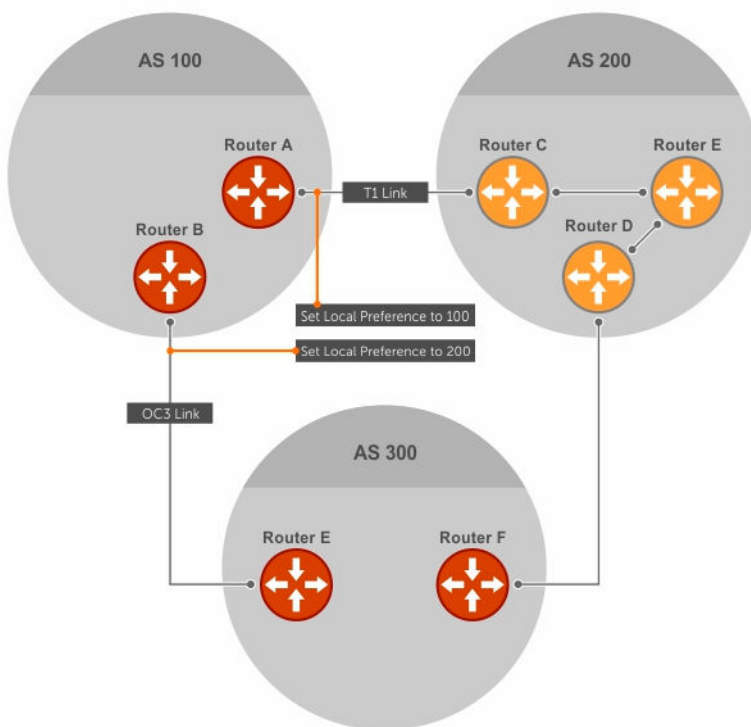 AS 100
AS 200
Router A
Router C
Router E
T1 Link
Router B
Router D
Set Local Preference to 100
Set Local Preference to 200
OC3 Link
AS 300
Router E
Router F